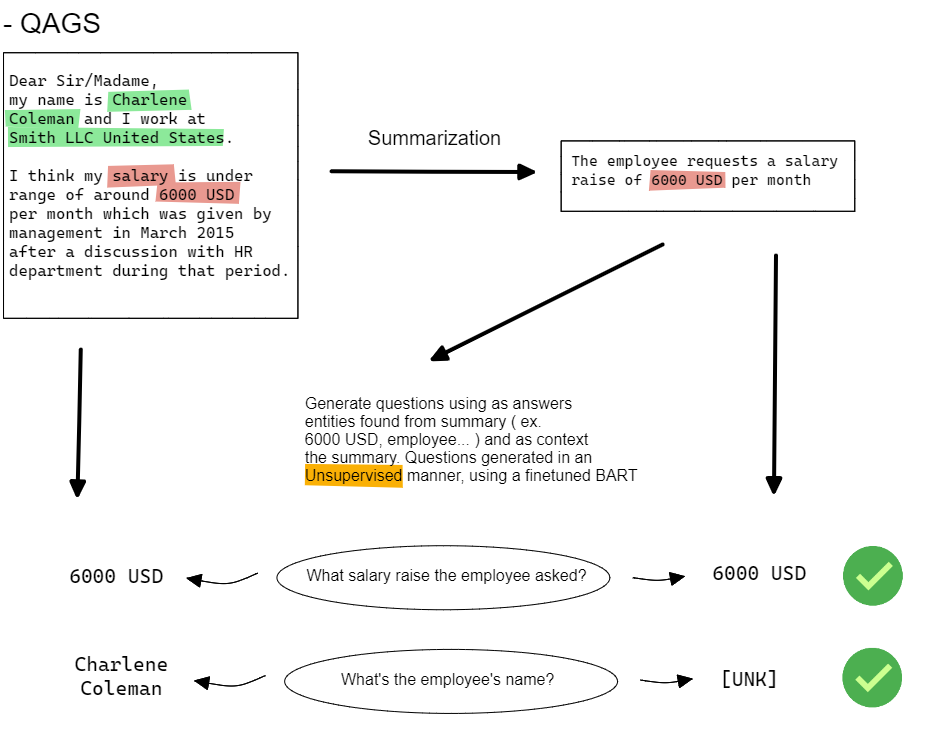 - QAGS
Dear Sir/Madame,
my name is Charlene
Coleman and I work at
Smith LLC United States.
I think my salary is under
range of around 6000 USD
per month which was given by
management in March 2015
after a discussion with HR
department during that period.
Summarization
The employee requests a salary
raise of 6000 USD per month
Generate questions using as answers
entities found from summary ( ex.
6000 USD, employee... ) and as context
the summary. Questions generated in an
Unsupervised manner, using a finetuned BART
6000 USD
What salary raise the employee asked?
6000 USD
Charlene
Coleman
What's the employee's name?
[UNK]